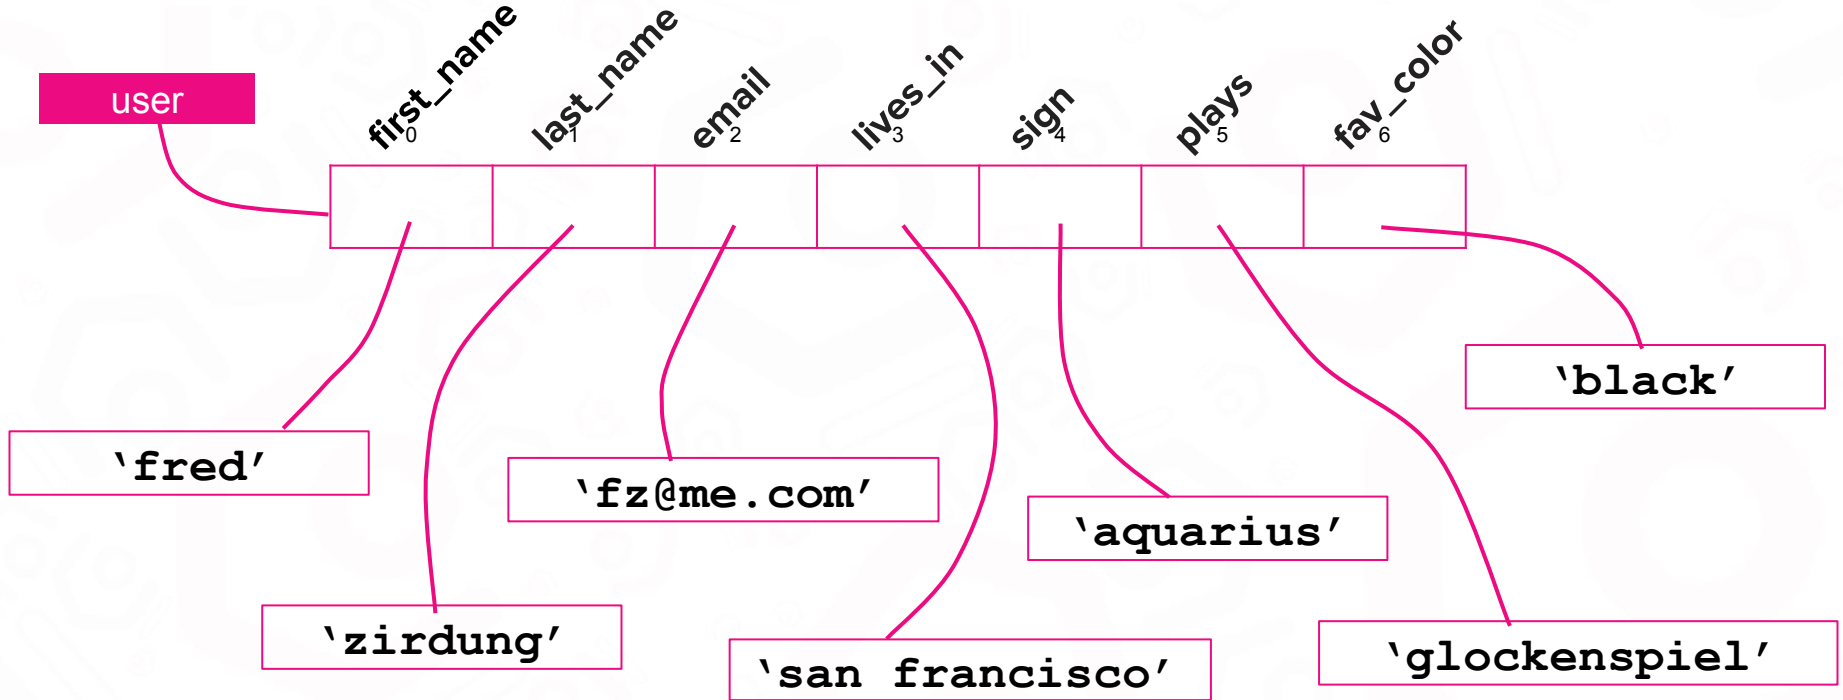 user
first_name
last_name
email
lives_in
sign
plays
fav_color
0
1
2
3
4
5
6
‘black’
‘fred’
‘fz@me.com’
‘aquarius’
‘zirdung’
‘san francisco’
‘glockenspiel’